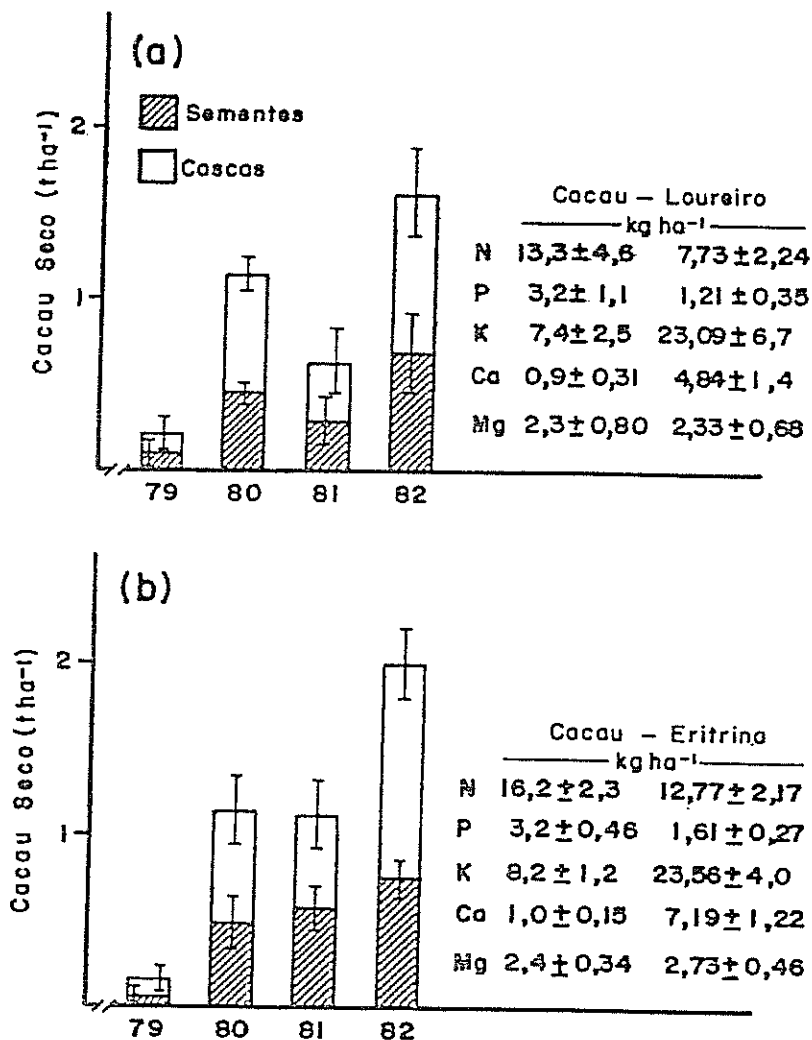 (a)
Sementes
Cascas
Cacau Seco (t ha⁻¹)
2
1
79 80 81 82
Cacau – Loureiro
kg ha⁻¹
N 13,3±4,6 7,73±2,24
P 3,2±1,1 1,21±0,35
K 7,4±2,5 23,09±6,7
Ca 0,9±0,31 4,84±1,4
Mg 2,3±0,80 2,33±0,68
(b)
Cacau Seco (t ha⁻¹)
2
1
79 80 81 82
Cacau – Eritrina
kg ha⁻¹
N 16,2±2,3 12,77±2,17
P 3,2±0,46 1,61±0,27
K 8,2±1,2 23,56±4,0
Ca 1,0±0,15 7,19±1,22
Mg 2,4±0,34 2,73±0,46